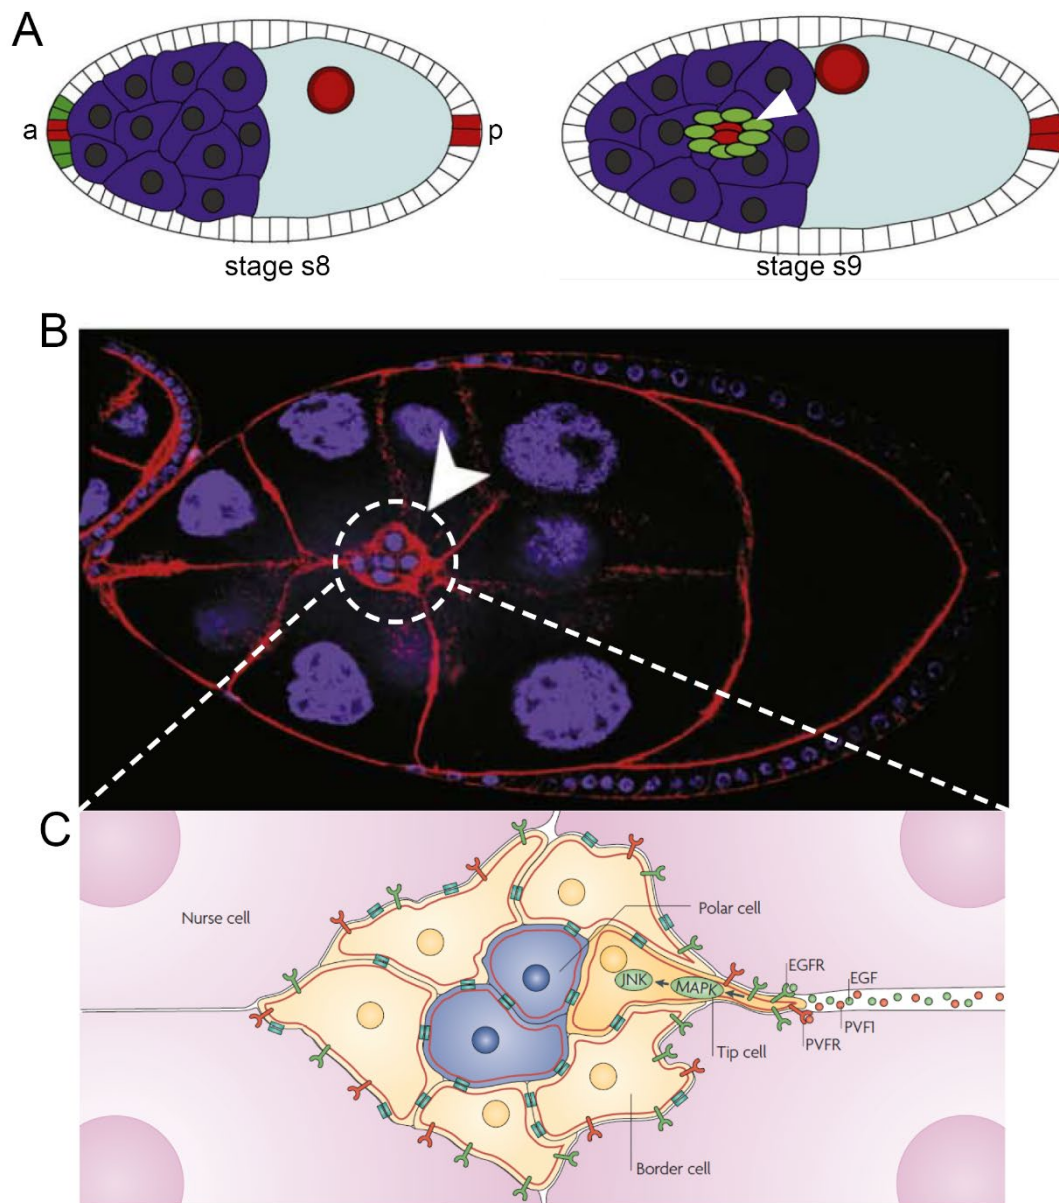 A
a
p
stage s8
stage s9
B
C
Nurse cell
Polar cell
JNK
MAPK
EGFR
EGF
PVF1
PVFR
Tip cell
Border cell